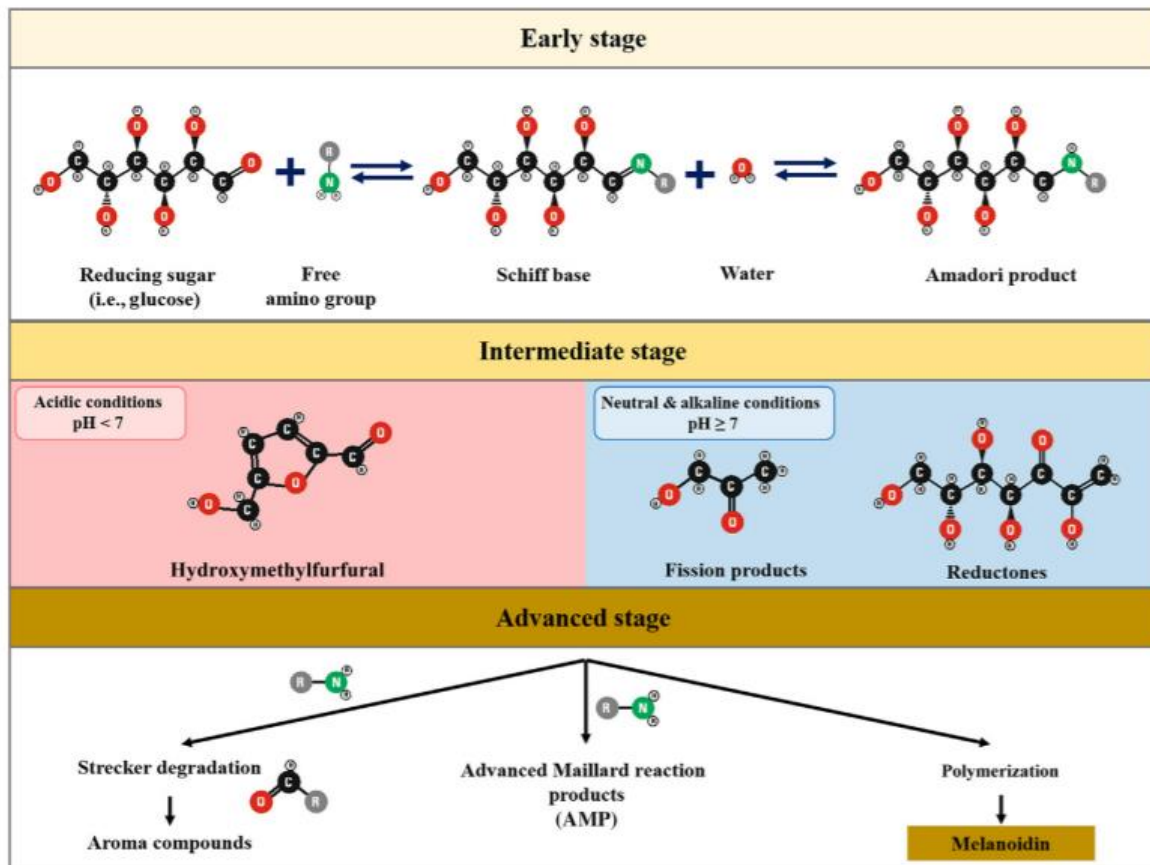 Early stage
Reducing sugar
(i.e., glucose)
Free
amino group
Schiff base
Water
Amadori product
Intermediate stage
Acidic conditions
pH < 7
Hydroxymethylfurfural
Neutral & alkaline conditions
pH ≥ 7
Fission products
Reductones
Advanced stage
Strecker degradation
Aroma compounds
Advanced Maillard reaction
products
(AMP)
Polymerization
Melanoidin